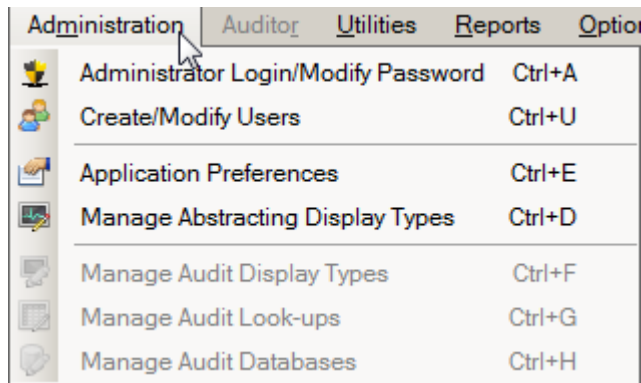 Administration Auditor Utilities Reports Optio
Administrator Login/Modify Password Ctrl+A
Create/Modify Users Ctrl+U
Application Preferences Ctrl+E
Manage Abstracting Display Types Ctrl+D
Manage Audit Display Types Ctrl+F
Manage Audit Look-ups Ctrl+G
Manage Audit Databases Ctrl+H